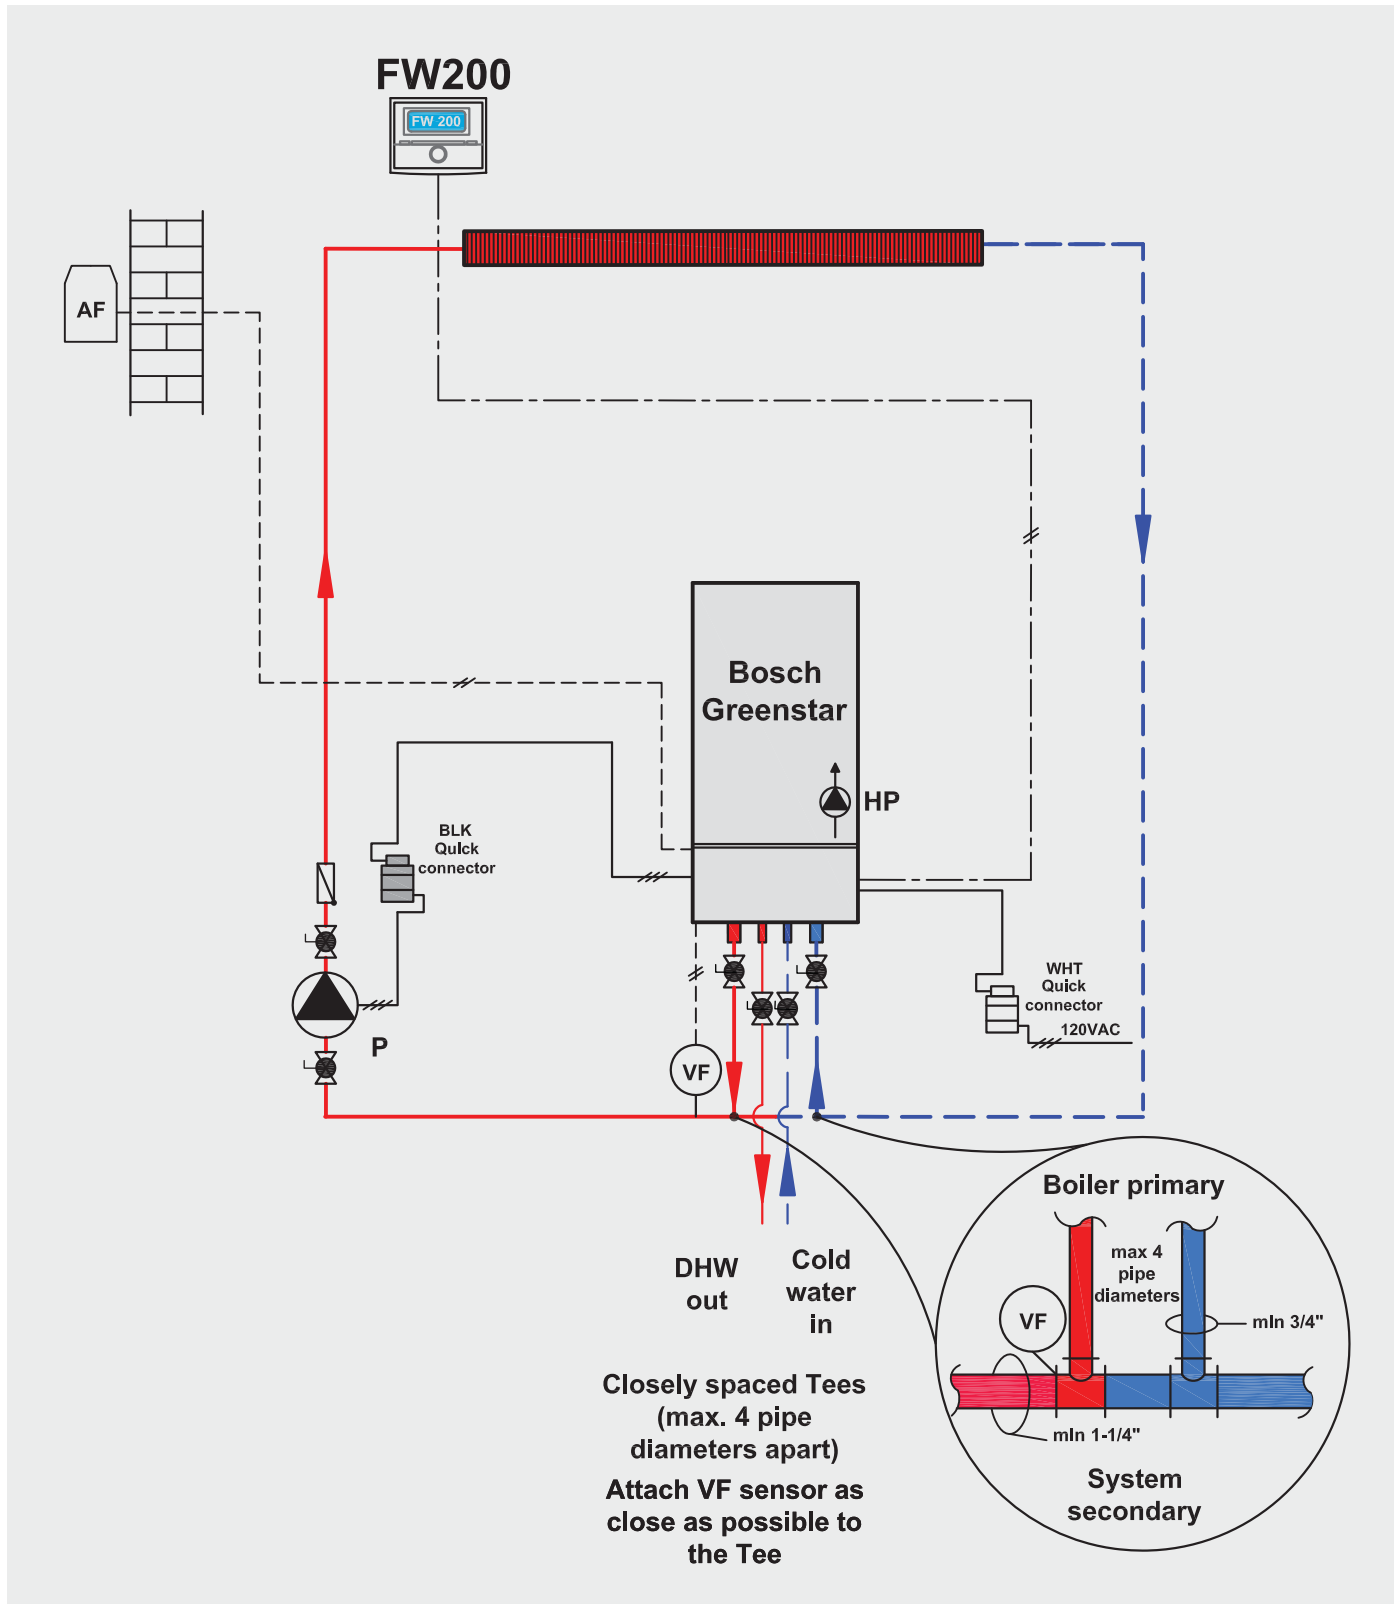 FW200
FW 200
AF
Bosch
Greenstar
HP
BLK
Quick
connector
P
VF
WHT
Quick
connector
120VAC
DHW
out
Cold
water
in
Closely spaced Tees
(max. 4 pipe
diameters apart)
Attach VF sensor as
close as possible to
the Tee
Boiler primary
max 4
pipe
diameters
VF
min 3/4"
min 1-1/4"
System
secondary